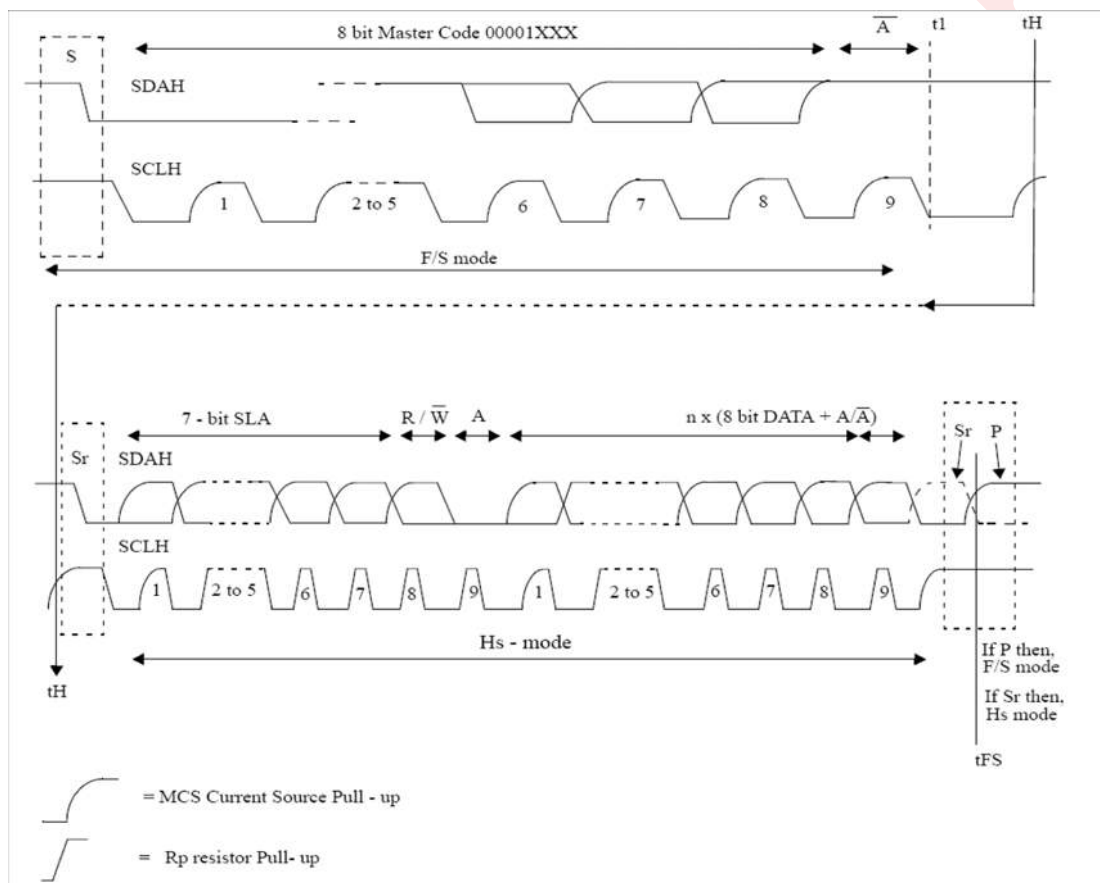 8 bit Master Code 00001XXX
A
t1
tH
S
SDAH
SCLH
1
2 to 5
6
7
8
9
F/S mode
7 - bit SLA
R / W
A
n x (8 bit DATA + A/A)
Sr
P
Sr
SDAH
SCLH
1
2 to 5
6
7
8
9
1
2 to 5
6
7
8
9
Hs - mode
If P then,
F/S mode
tH
If Sr then,
Hs mode
tFS
= MCS Current Source Pull - up
= Rp resistor Pull- up